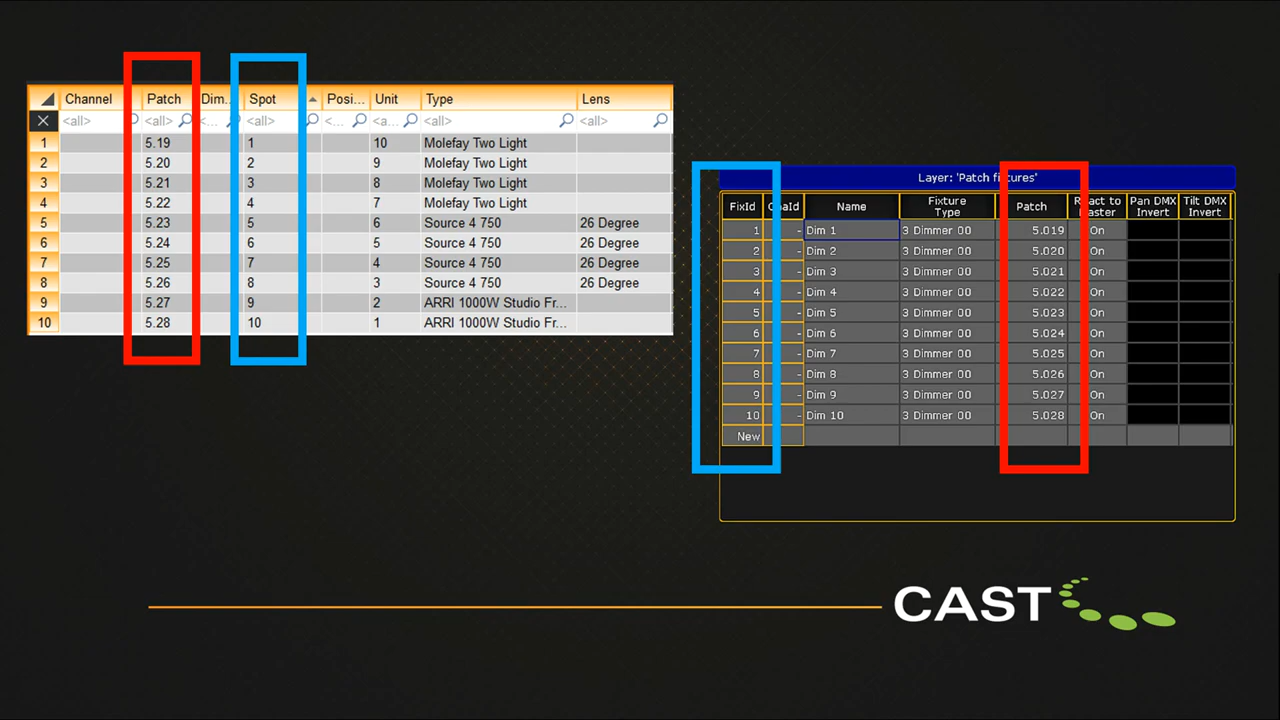 Channel Patch Dim... Spot Posi... Unit Type Lens
<all> <all> <... <all> <... <a... <all> <all>
1 5.19 1 10 Molefay Two Light
2 5.20 2 9 Molefay Two Light
3 5.21 3 8 Molefay Two Light
4 5.22 4 7 Molefay Two Light
5 5.23 5 6 Source 4 750 26 Degree
6 5.24 6 5 Source 4 750 26 Degree
7 5.25 7 4 Source 4 750 26 Degree
8 5.26 8 3 Source 4 750 26 Degree
9 5.27 9 2 ARRI 1000W Studio Fr...
10 5.28 10 1 ARRI 1000W Studio Fr...
Layer: 'Patch fixtures'
FixId Name Fixture Type Patch Pan DMX Invert Tilt DMX Invert
1 - Dim 1 3 Dimmer 00 5.019 On
2 - Dim 2 3 Dimmer 00 5.020 On
3 - Dim 3 3 Dimmer 00 5.021 On
4 - Dim 4 3 Dimmer 00 5.022 On
5 - Dim 5 3 Dimmer 00 5.023 On
6 - Dim 6 3 Dimmer 00 5.024 On
7 - Dim 7 3 Dimmer 00 5.025 On
8 - Dim 8 3 Dimmer 00 5.026 On
9 - Dim 9 3 Dimmer 00 5.027 On
10 - Dim 10 3 Dimmer 00 5.028 On
New
CAST